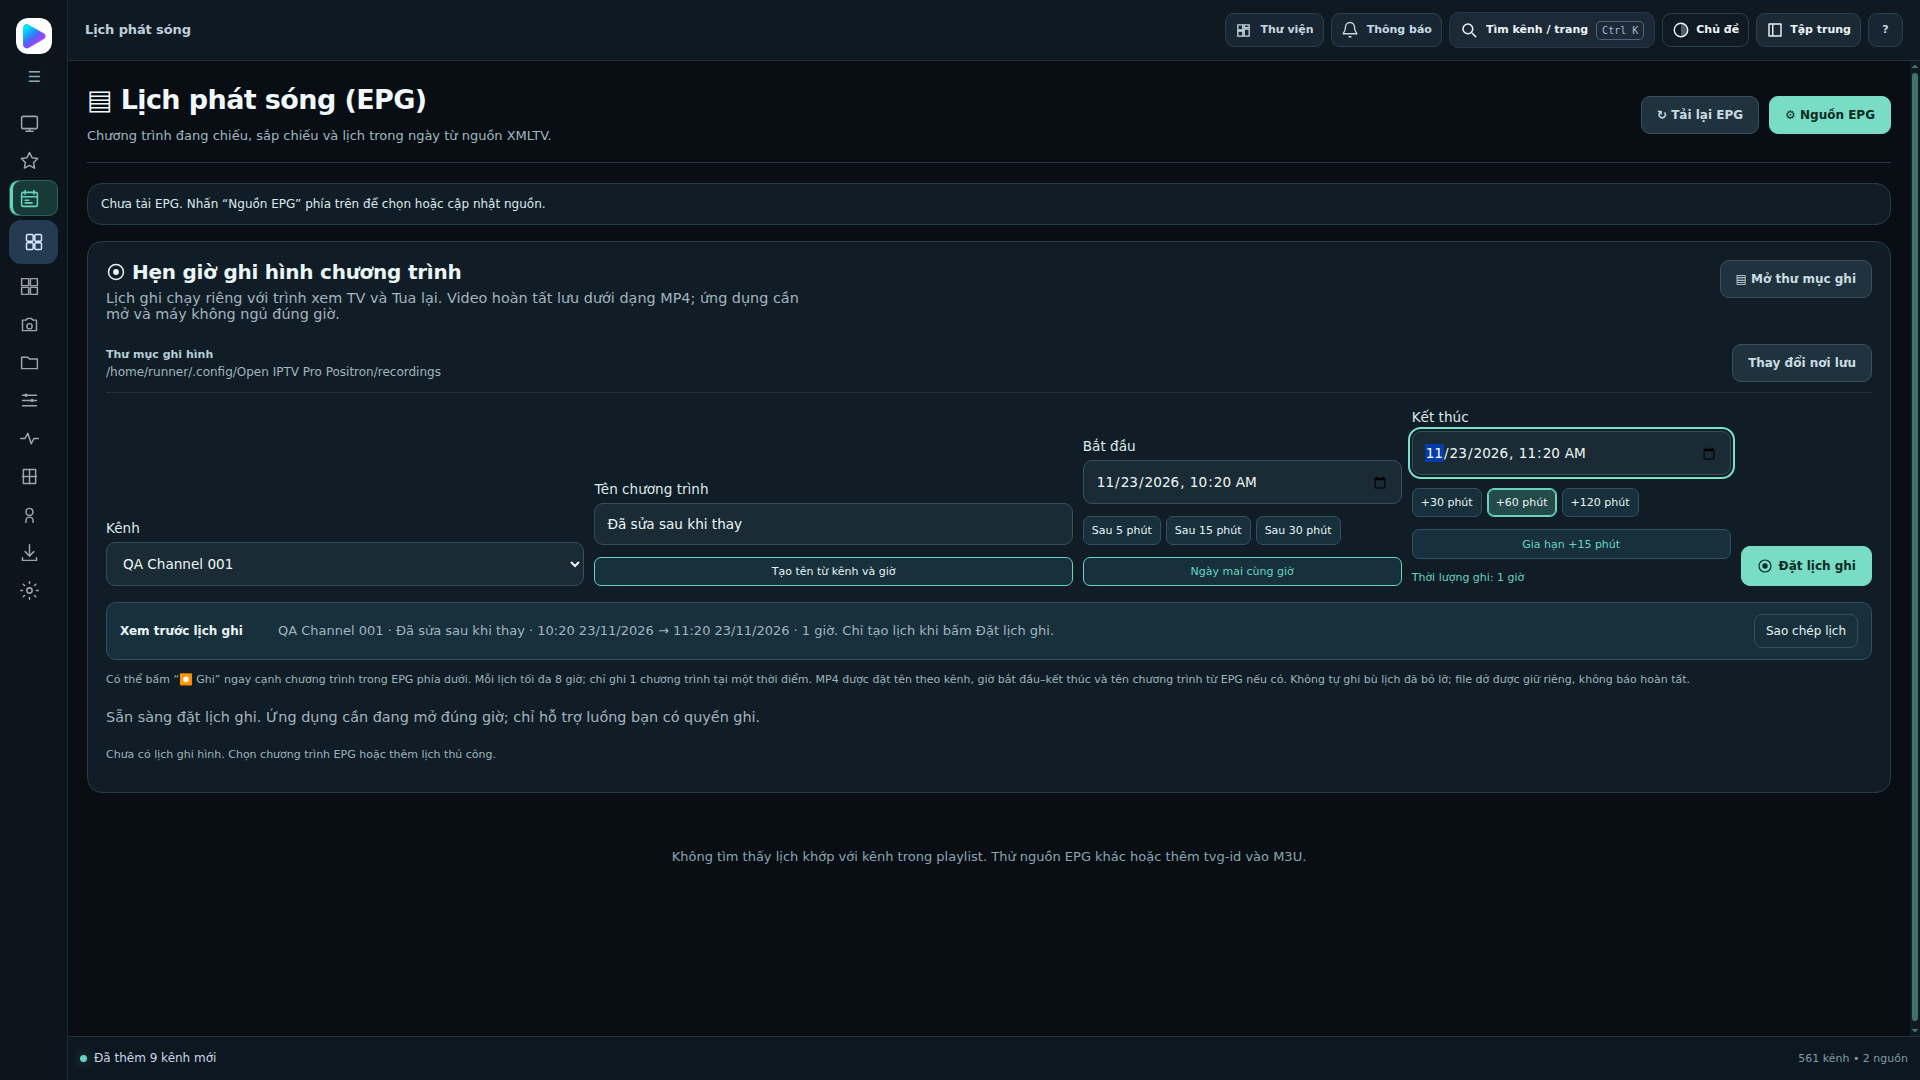 Lịch phát sóng
Thư viện
Thông báo
Tìm kênh / trang
Ctrl K
Chủ đề
Tập trung
?
Lịch phát sóng (EPG)
Chương trình đang chiếu, sắp chiếu và lịch trong ngày từ nguồn XMLTV.
↻ Tải lại EPG
⚙ Nguồn EPG
Chưa tải EPG. Nhấn “Nguồn EPG” phía trên để chọn hoặc cập nhật nguồn.
Hẹn giờ ghi hình chương trình
Lịch ghi chạy riêng với trình xem TV và Tua lại. Video hoàn tất lưu dưới dạng MP4; ứng dụng cần
mở và máy không ngủ đúng giờ.
Mở thư mục ghi
Thư mục ghi hình
/home/runner/.config/Open IPTV Pro Positron/recordings
Thay đổi nơi lưu
Kênh
QA Channel 001
Tên chương trình
Đã sửa sau khi thay
Tạo tên từ kênh và giờ
Bắt đầu
11/23/2026, 10:20 AM
Sau 5 phút
Sau 15 phút
Sau 30 phút
Ngày mai cùng giờ
Kết thúc
11/23/2026, 11:20 AM
+30 phút
+60 phút
+120 phút
Gia hạn +15 phút
Thời lượng ghi: 1 giờ
Đặt lịch ghi
Xem trước lịch ghi
QA Channel 001 · Đã sửa sau khi thay · 10:20 23/11/2026 → 11:20 23/11/2026 · 1 giờ. Chỉ tạo lịch khi bấm Đặt lịch ghi.
Sao chép lịch
Có thể bấm “⏺ Ghi” ngay cạnh chương trình trong EPG phía dưới. Mỗi lịch tối đa 8 giờ; chỉ ghi 1 chương trình tại một thời điểm. MP4 được đặt tên theo kênh, giờ bắt đầu–kết thúc và tên chương trình từ EPG nếu có. Không tự ghi bù lịch đã bỏ lỡ; file dở được giữ riêng, không báo hoàn tất.
Sẵn sàng đặt lịch ghi. Ứng dụng cần đang mở đúng giờ; chỉ hỗ trợ luồng bạn có quyền ghi.
Chưa có lịch ghi hình. Chọn chương trình EPG hoặc thêm lịch thủ công.
Không tìm thấy lịch khớp với kênh trong playlist. Thử nguồn EPG khác hoặc thêm tvg-id vào M3U.
Đã thêm 9 kênh mới
561 kênh • 2 nguồn